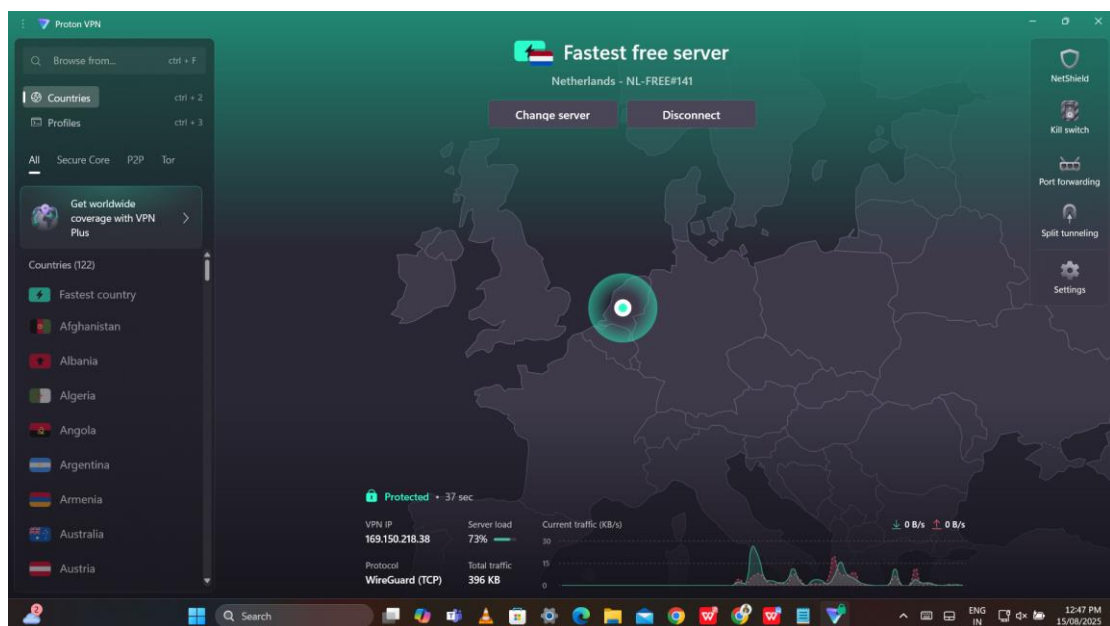 Proton VPN
Browse from... ctrl + F
Countries ctrl + 2
Profiles ctrl + 3
All Secure Core P2P Tor
Get worldwide
coverage with VPN
Plus
Countries (122)
Fastest country
Afghanistan
Albania
Algeria
Angola
Argentina
Armenia
Australia
Austria
Fastest free server
Netherlands - NL-FREE#141
Change server Disconnect
Protected • 37 sec
VPN IP
169.150.218.38
Server load
73%
Protocol
WireGuard (TCP)
Total traffic
396 KB
Current traffic (KB/s)
0 B/s 0 B/s
30
15
0
NetShield
Kill switch
Port forwarding
Split tunneling
Settings
2
Search
ENG
IN
12:47 PM
15/08/2025